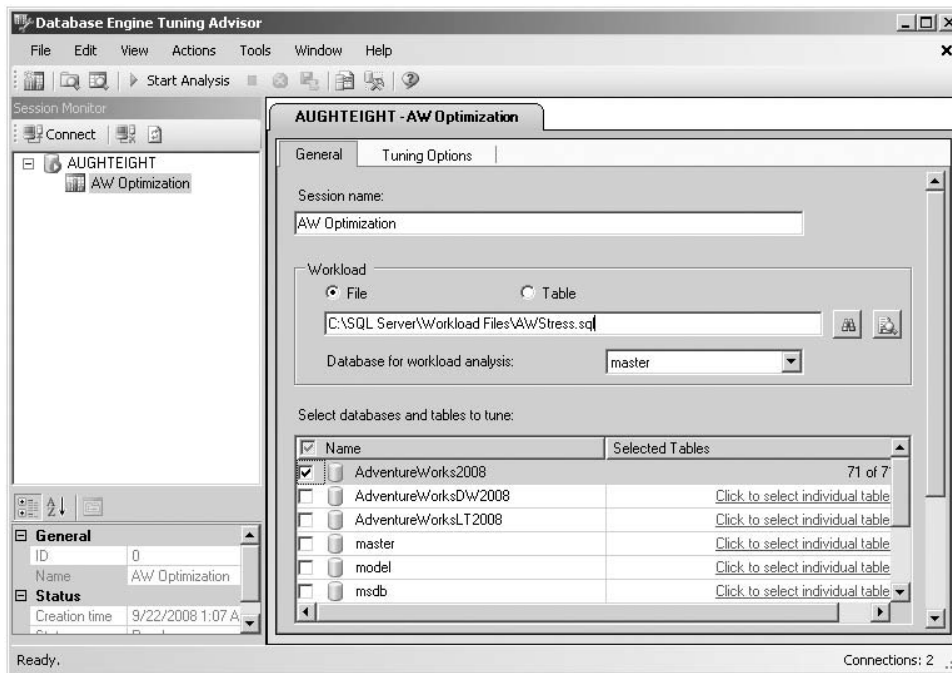 Database Engine Tuning Advisor
File Edit View Actions Tools Window Help
Start Analysis
Session Monitor
Connect
AUGHTEIGHT
AW Optimization
General
ID 0
Name AW Optimization
Status
Creation time 9/22/2008 1:07 A
AUGHTEIGHT - AW Optimization
General Tuning Options
Session name:
AW Optimization
Workload
File Table
C:\SQL Server\Workload Files\AWStress.sql
Database for workload analysis: master
Select databases and tables to tune:
Name Selected Tables
AdventureWorks2008 71 of 71
AdventureWorksDW2008 Click to select individual table
AdventureWorksLT2008 Click to select individual table
master Click to select individual table
model Click to select individual table
msdb Click to select individual table
Ready. Connections: 2